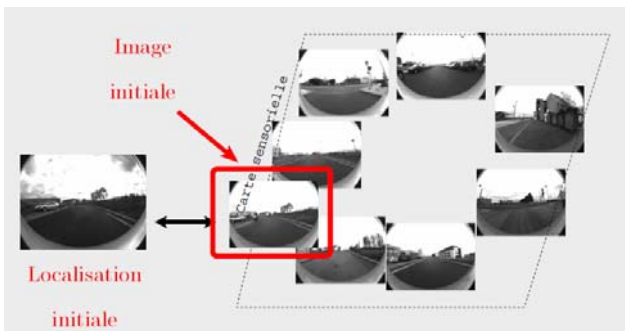 Image
initiale
Carte sensorielle
Localisation
initiale